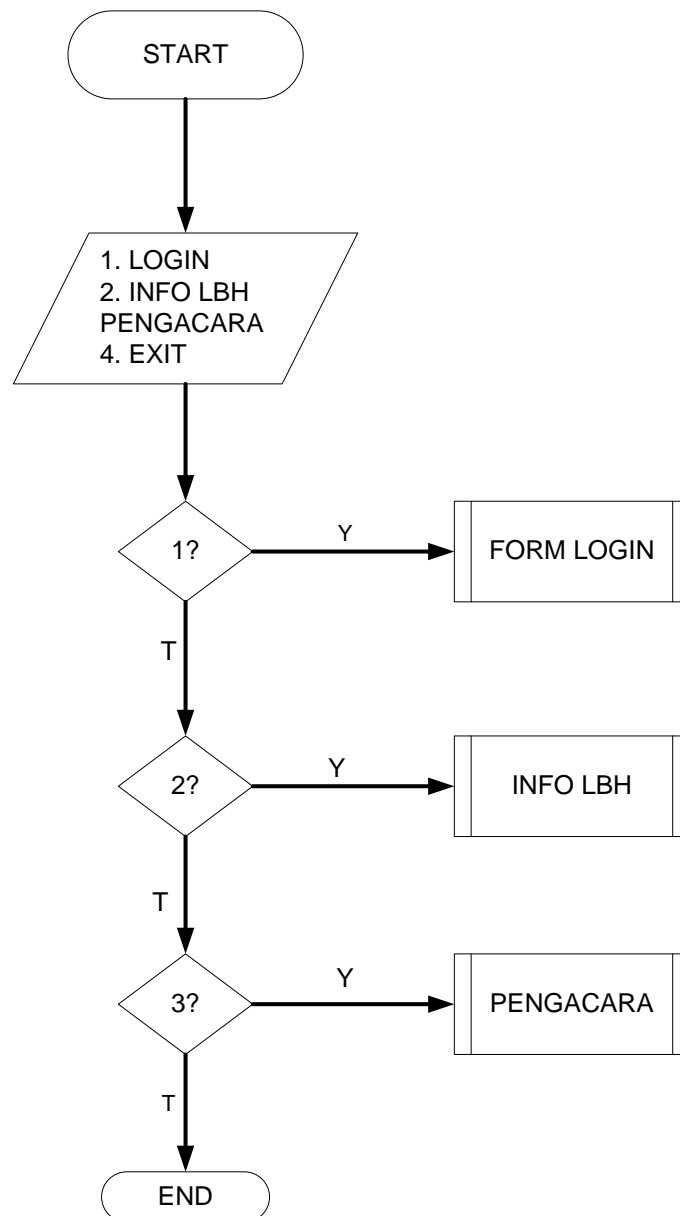 START
1. LOGIN
2. INFO LBH
PENGACARA
4. EXIT
1?
Y
FORM LOGIN
T
2?
Y
INFO LBH
T
3?
Y
PENGACARA
T
END